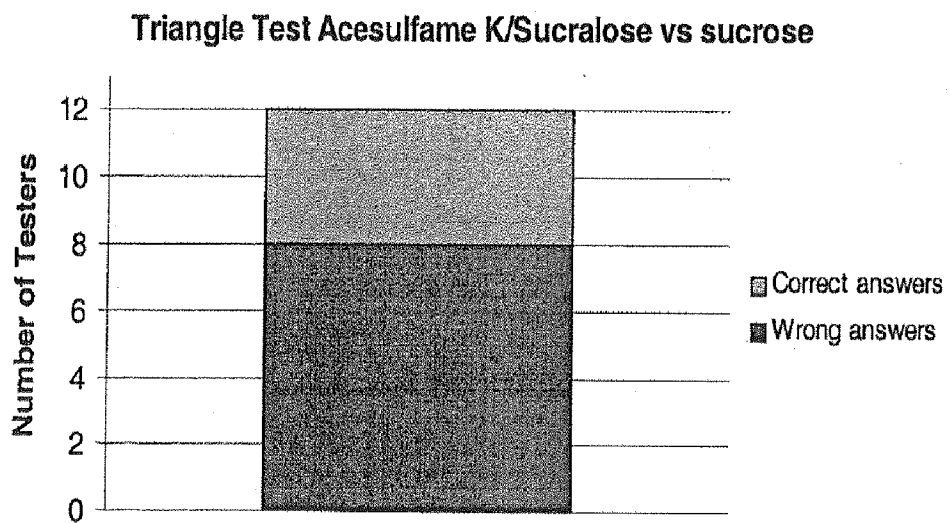 Triangle Test Acesulfame K/Sucralose vs sucrose
12
10
8
6
4
2
0
Number of Testers
Correct answers
Wrong answers